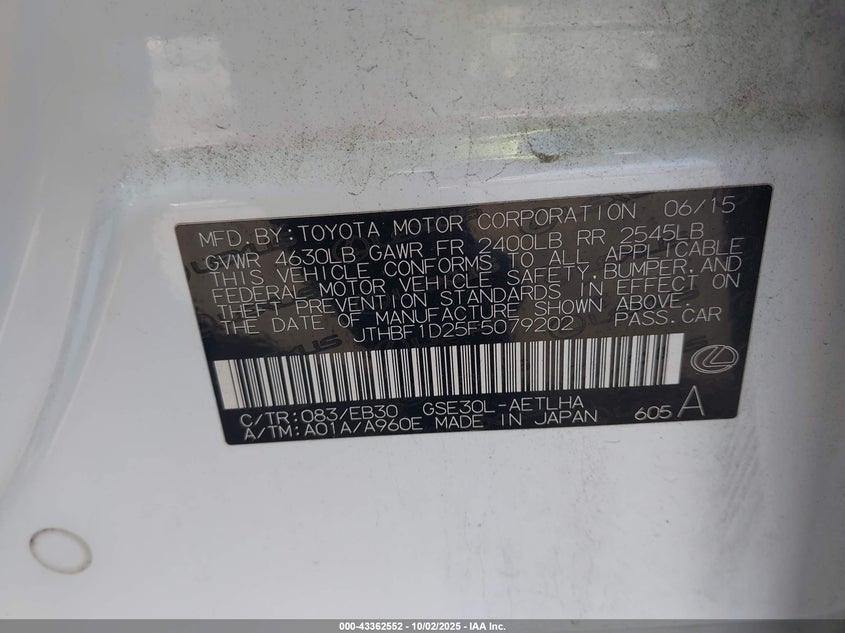 MFD.BY:TOYOTA MOTOR CORPORATION 06/15
GVWR 4630LB GAWR FR 2400LB RR 2545LB
THIS VEHICLE CONFORMS TO ALL APPLICABLE
FEDERAL MOTOR VEHICLE SAFETY,BUMPER,AND
THEFT PREVENTION STANDARDS IN EFFECT ON
THE DATE OF MANUFACTURE SHOWN ABOVE.
JTHBF1D25F5079202 PASS.CAR
C/TR:083/EB30 GSE30L-AETLHA
A/TM:A01A/A960E MADE IN JAPAN 605 A
000-43362552 - 10/02/2025 - IAA Inc.